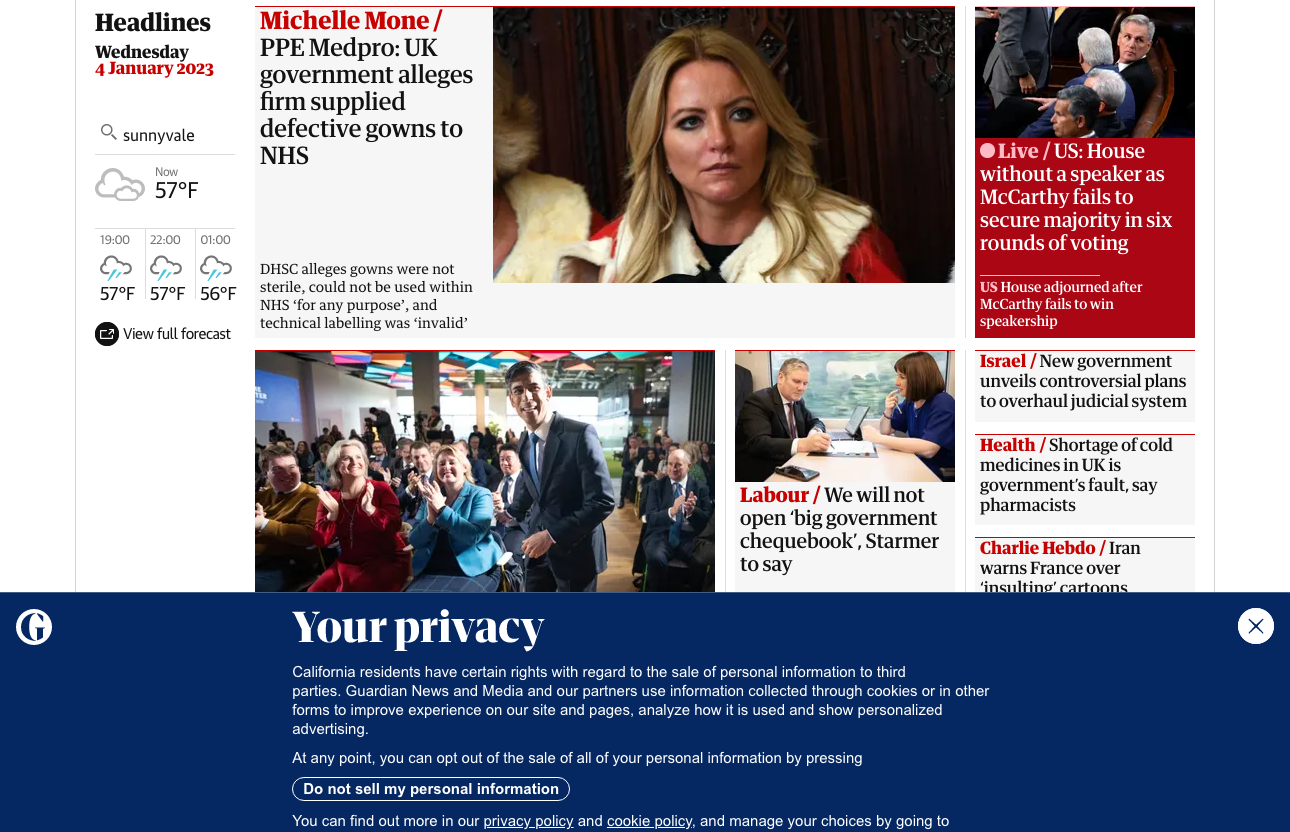 Headlines
Wednesday
4 January 2023
sunnyvale
Now
57°F
19:00
22:00
01:00
57°F
57°F
56°F
View full forecast
Michelle Mone /
PPE Medpro: UK
government alleges
firm supplied
defective gowns to
NHS
DHSC alleges gowns were not
sterile, could not be used within
NHS ‘for any purpose’, and
technical labelling was ‘invalid’
Live / US: House
without a speaker as
McCarthy fails to
secure majority in six
rounds of voting
US House adjourned after
McCarthy fails to win
speakership
Labour / We will not
open ‘big government
chequebook’, Starmer
to say
Israel / New government
unveils controversial plans
to overhaul judicial system
Health / Shortage of cold
medicines in UK is
government’s fault, say
pharmacists
Charlie Hebdo / Iran
warns France over
‘insulting’ cartoons
G
Your privacy
California residents have certain rights with regard to the sale of personal information to third
parties. Guardian News and Media and our partners use information collected through cookies or in other
forms to improve experience on our site and pages, analyze how it is used and show personalized
advertising.
At any point, you can opt out of the sale of all of your personal information by pressing
Do not sell my personal information
You can find out more in our privacy policy and cookie policy, and manage your choices by going to